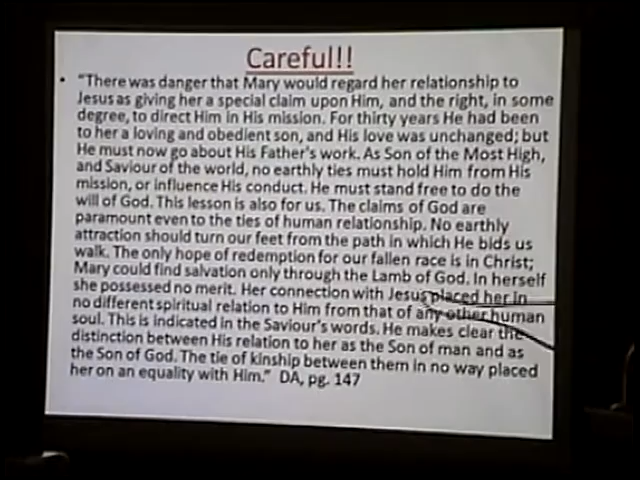 Careful!!
• "There was danger that Mary would regard her relationship to
Jesus as giving her a special claim upon Him, and the right, in some
degree, to direct Him in His mission. For thirty years He had been
to her a loving and obedient son, and His love was unchanged; but
He must now go about His Father's work. As Son of the Most High,
and Saviour of the world, no earthly ties must hold Him from His
mission, or influence His conduct. He must stand free to do the
will of God. This lesson is also for us. The claims of God are
paramount even to the ties of human relationship. No earthly
attraction should turn our feet from the path in which He bids us
walk. The only hope of redemption for our fallen race is in Christ;
Mary could find salvation only through the Lamb of God. In herself
she possessed no merit. Her connection with Jesus placed her in
no different spiritual relation to Him from that of any other human
soul. This is indicated in the Saviour's words. He makes clear the
distinction between His relation to her as the Son of man and as
the Son of God. The tie of kinship between them in no way placed
her on an equality with Him." DA, pg. 147